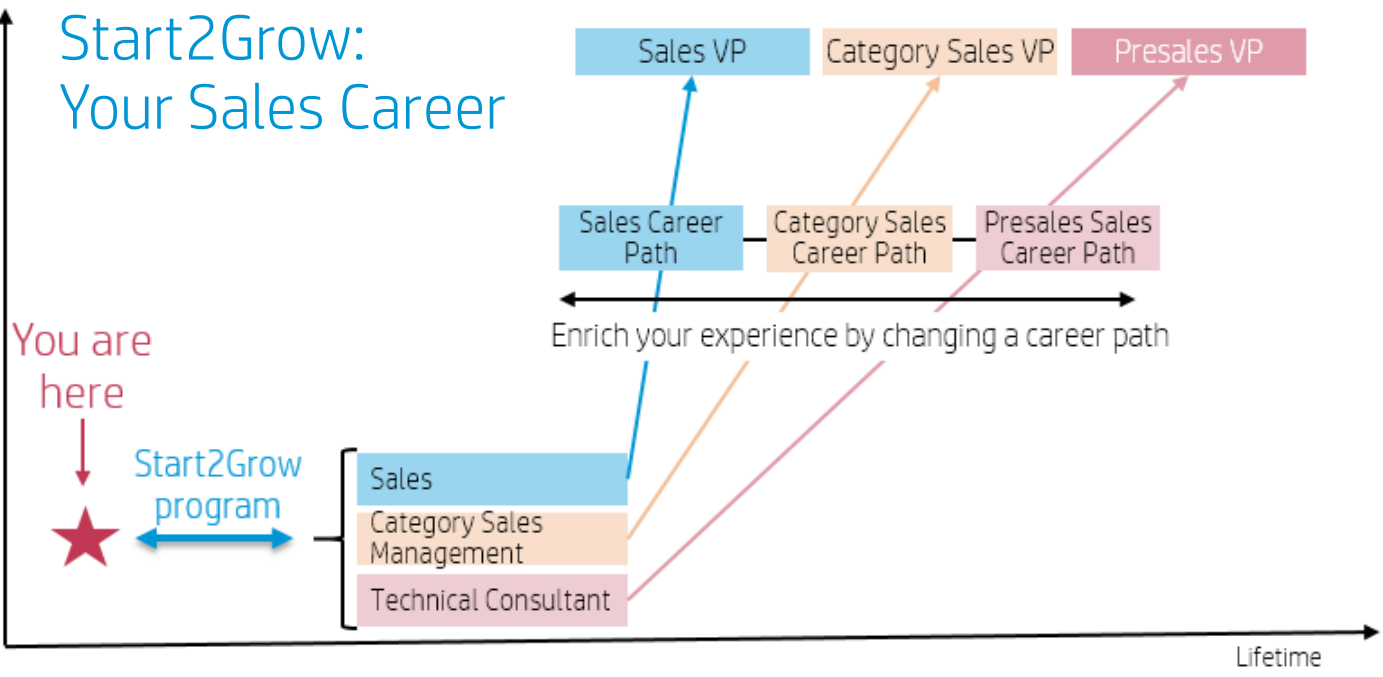 Start2Grow:
Your Sales Career
Sales VP
Category Sales VP
Presales VP
Sales Career
Path
Category Sales
Career Path
Presales Sales
Career Path
Enrich your experience by changing a career path
You are
here
Start2Grow
program
Sales
Category Sales
Management
Technical Consultant
Lifetime